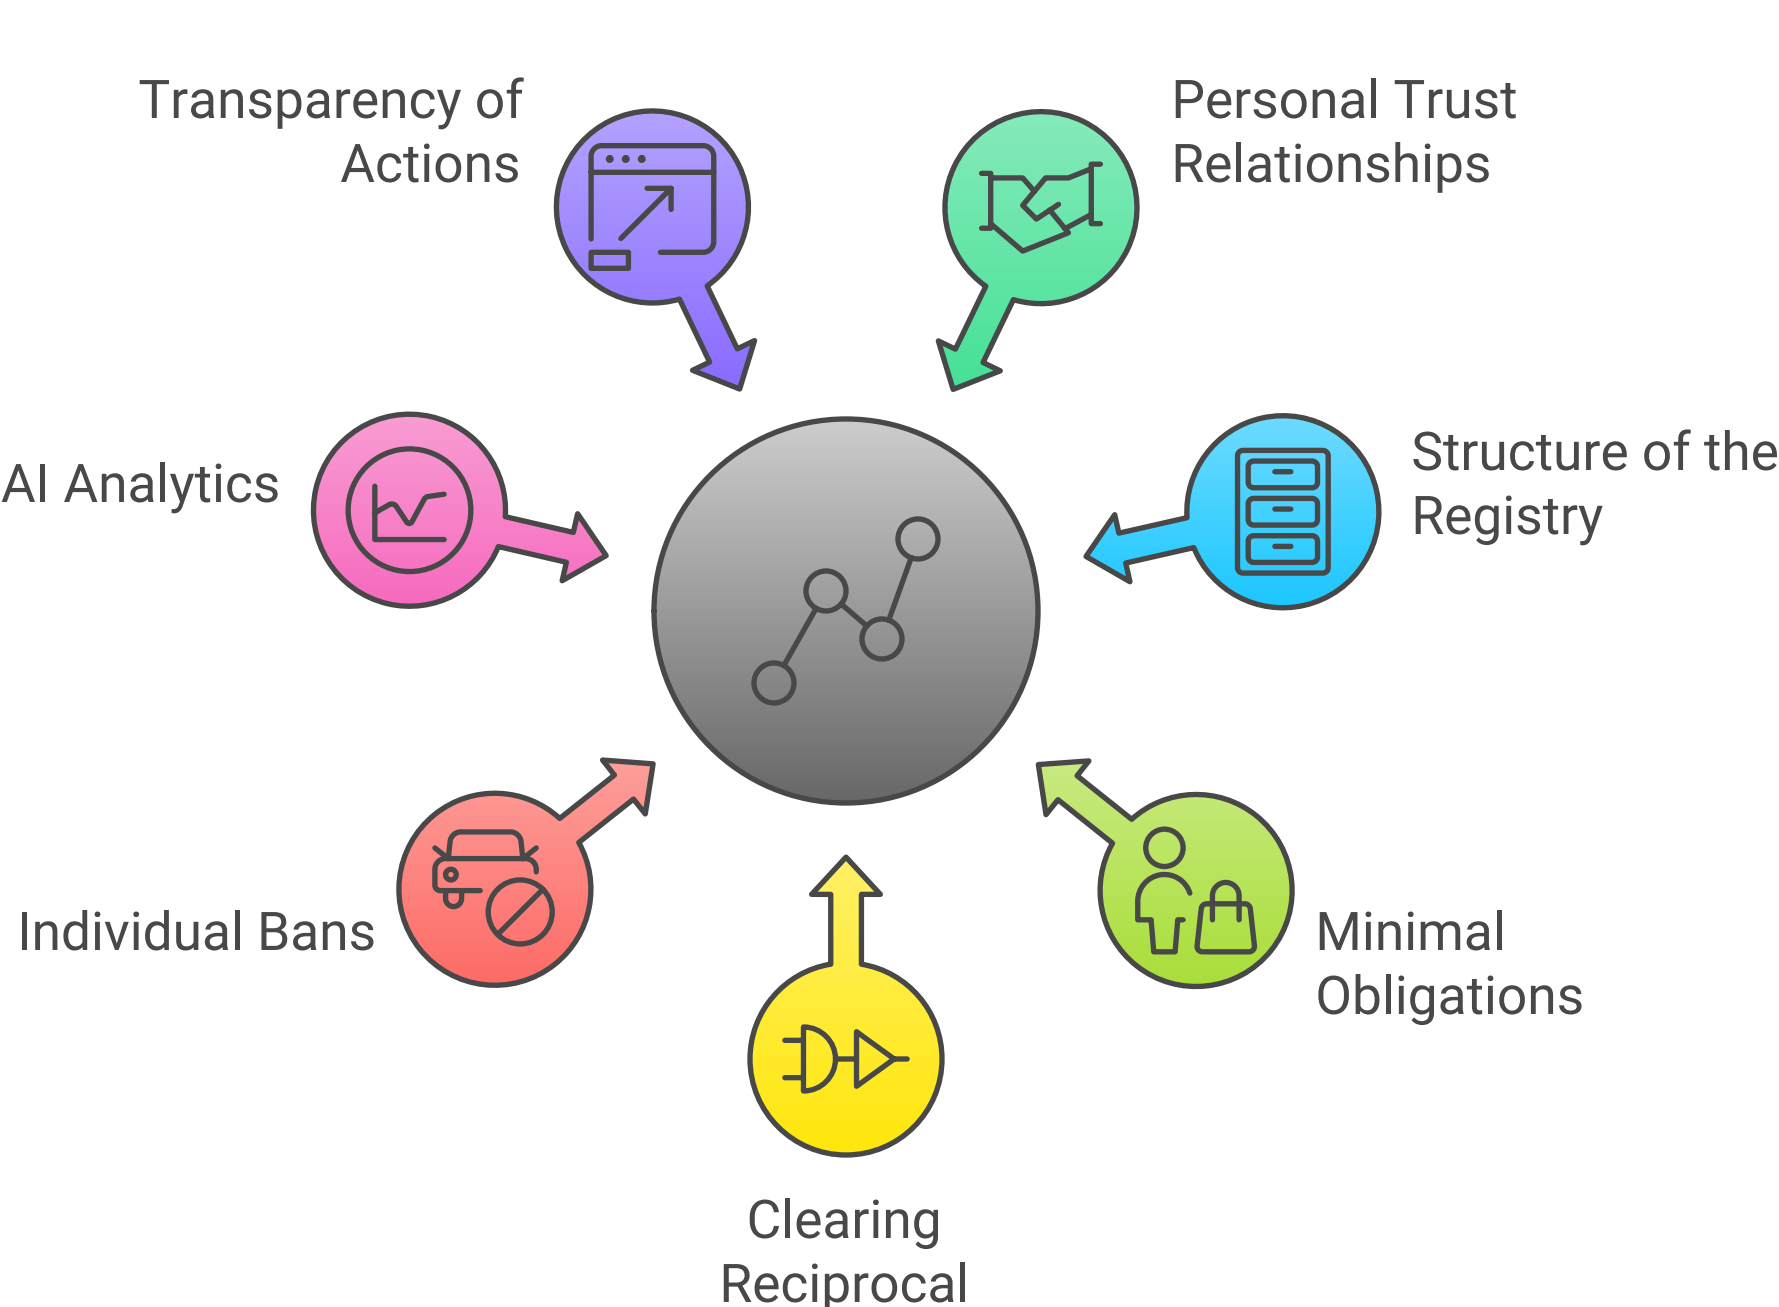 Transparency of
Actions
Personal Trust
Relationships
AI Analytics
Structure of the
Registry
Individual Bans
Minimal
Obligations
Clearing
Reciprocal